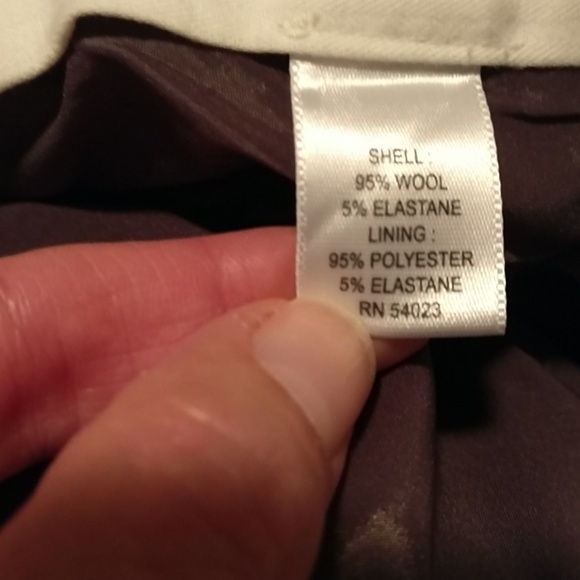 SHELL :
95% WOOL
5% ELASTANE
LINING :
95% POLYESTER
5% ELASTANE
RN 54023